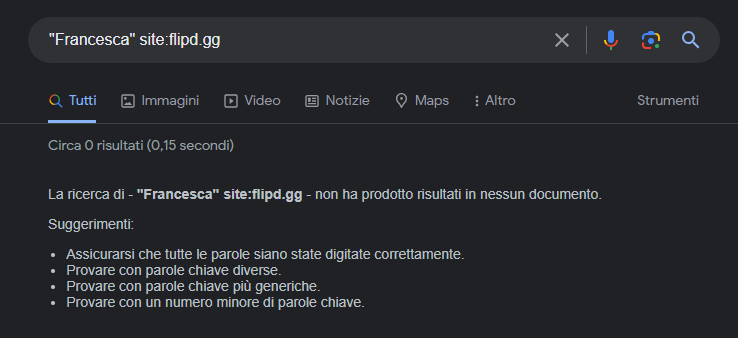 "Francesca" site:flipd.gg
Tutti Immagini Video Notizie Maps Altro Strumenti
Circa 0 risultati (0,15 secondi)
La ricerca di - "Francesca" site:flipd.gg - non ha prodotto risultati in nessun documento.
Suggerimenti:
• Assicurarsi che tutte le parole siano state digitate correttamente.
• Provare con parole chiave diverse.
• Provare con parole chiave più generiche.
• Provare con un numero minore di parole chiave.